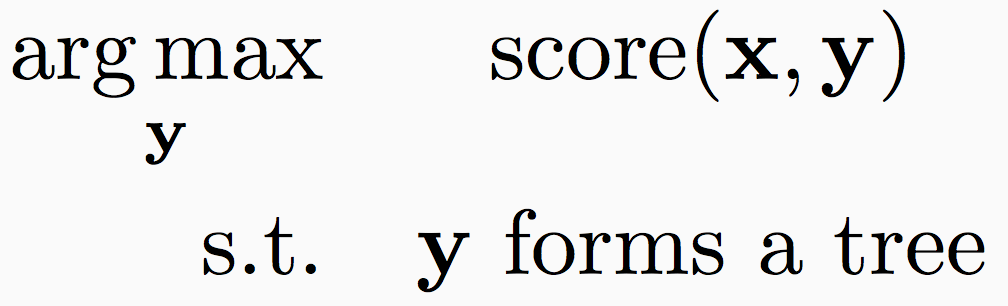 arg max score(x, y)
y
s.t. y forms a tree